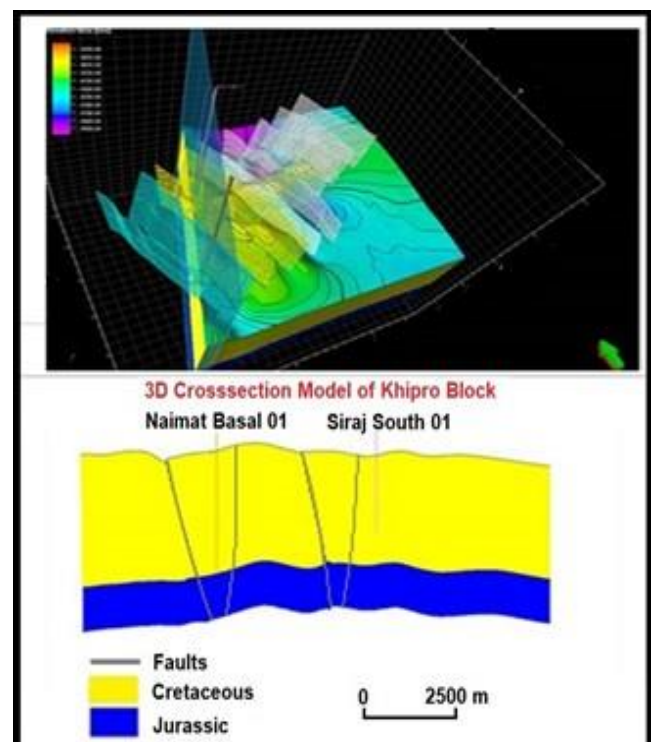 3D Crosssection Model of Khipro Block
Naimat Basal 01 Siraj South 01
Faults
Cretaceous
Jurassic
0 2500 m